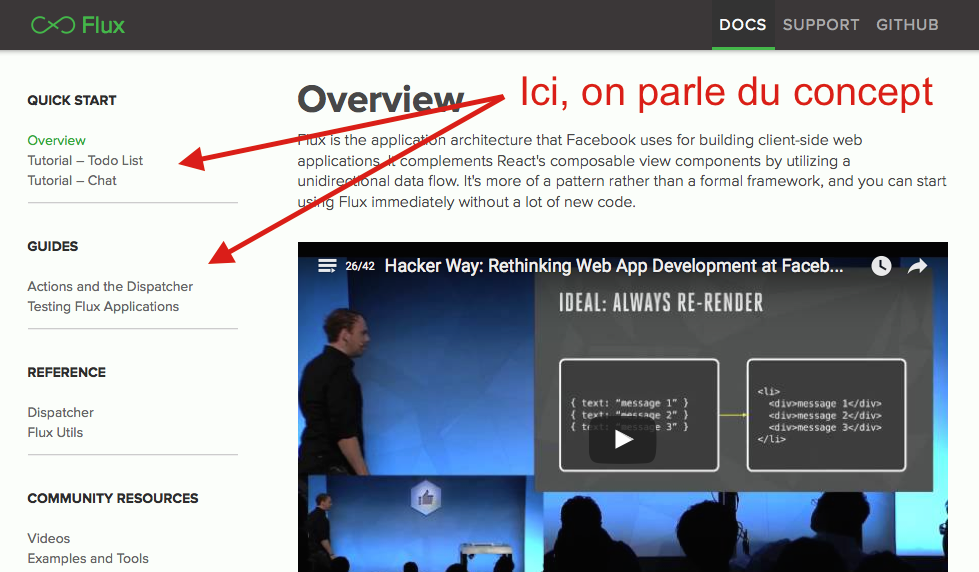 Flux
DOCS SUPPORT GITHUB
Ici, on parle du concept
QUICK START
Overview
Tutorial – Todo List
Tutorial – Chat
GUIDES
Actions and the Dispatcher
Testing Flux Applications
REFERENCE
Dispatcher
Flux Utils
COMMUNITY RESOURCES
Videos
Examples and Tools
Overview
Flux is the application architecture that Facebook uses for building client-side web
applications. It complements React's composable view components by utilizing a
unidirectional data flow. It's more of a pattern rather than a formal framework, and you can start
using Flux immediately without a lot of new code.
26/42 Hacker Way: Rethinking Web App Development at Faceb...
IDEAL: ALWAYS RE-RENDER
{ text: "message 1" }
{ text: "message 2" }
{ text: "message 3" }
<li>
<div>message 1</div>
<div>message 2</div>
<div>message 3</div>
</li>